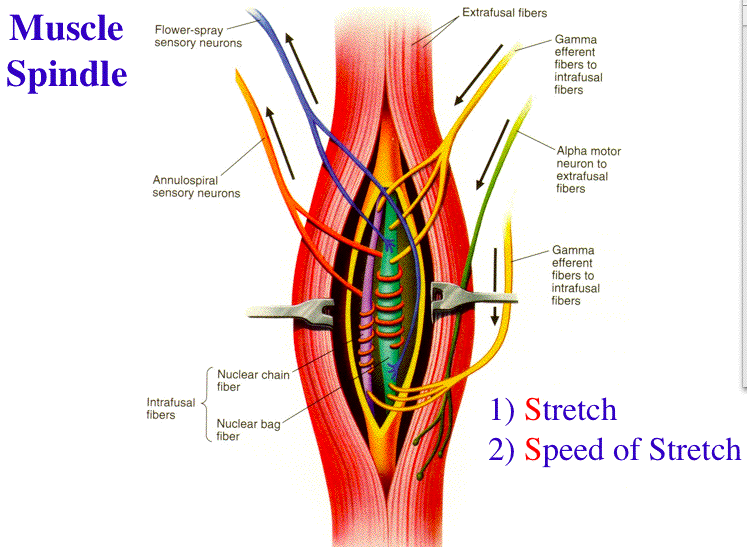 Muscle
Spindle
Flower-spray
sensory neurons
Extrafusal fibers
Gamma
efferent
fibers to
intrafusal
fibers
Alpha motor
neuron to
extrafusal
fibers
Annulospiral
sensory neurons
Gamma
efferent
fibers to
intrafusal
fibers
Nuclear chain
fiber
Intrafusal
fibers
Nuclear bag
fiber
1) Stretch
2) Speed of Stretch